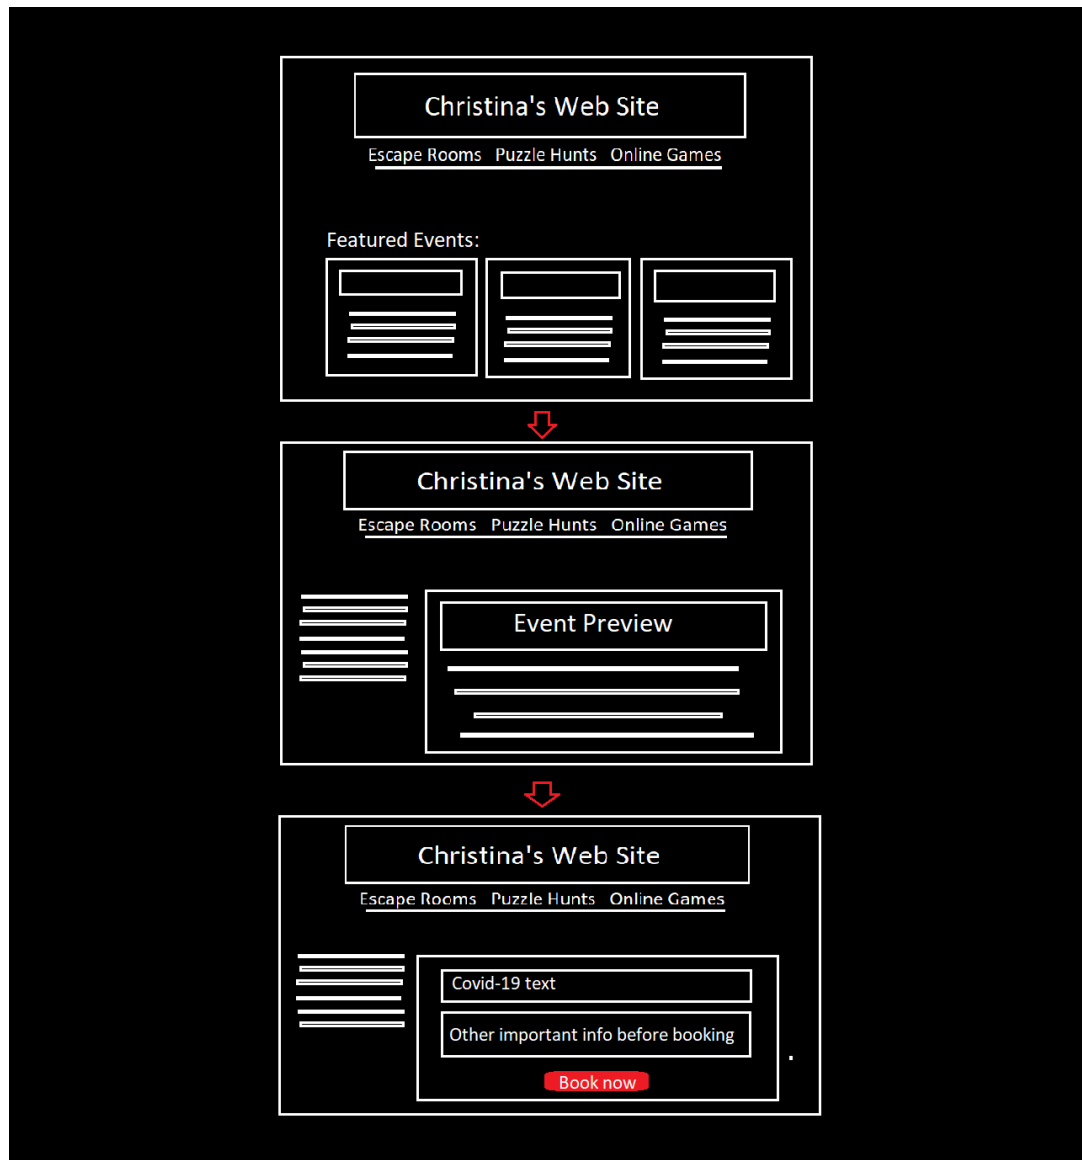 Christina's Web Site
Escape Rooms Puzzle Hunts Online Games
Featured Events:
Christina's Web Site
Escape Rooms Puzzle Hunts Online Games
Event Preview
Christina's Web Site
Escape Rooms Puzzle Hunts Online Games
Covid-19 text
Other important info before booking
Book now